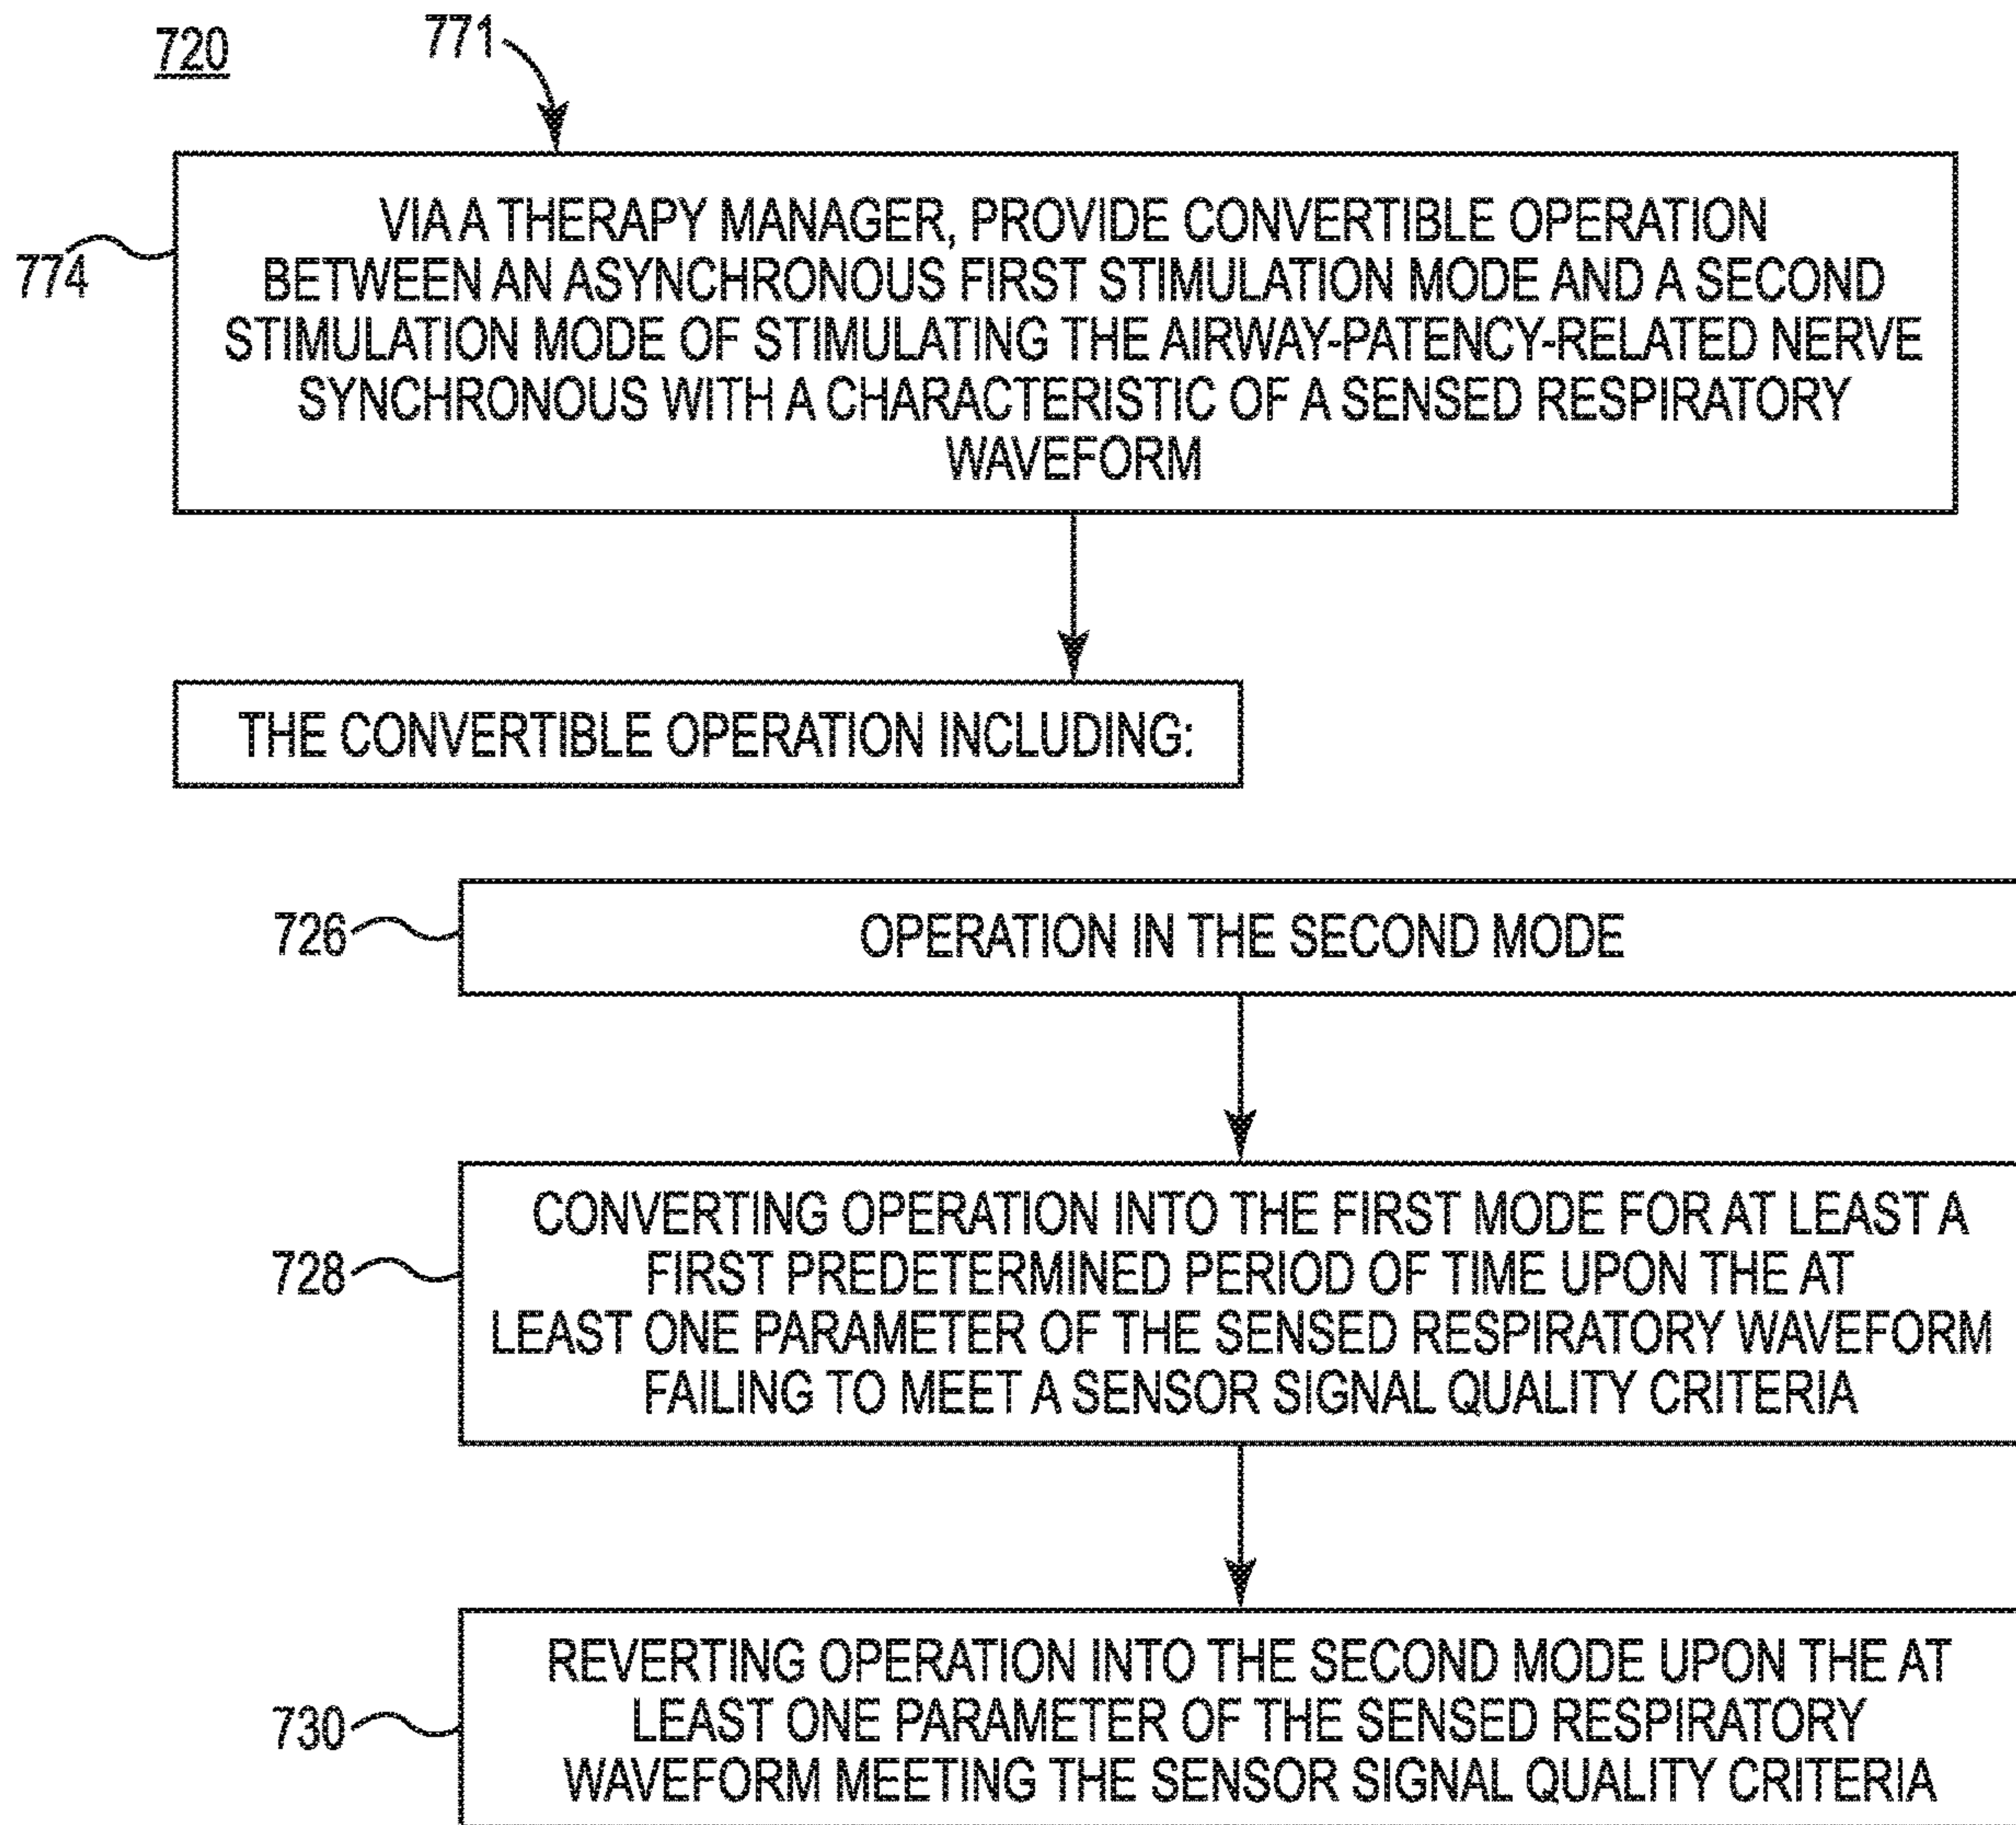 720
771
774
VIA A THERAPY MANAGER, PROVIDE CONVERTIBLE OPERATION
BETWEEN AN ASYNCHRONOUS FIRST STIMULATION MODE AND A SECOND
STIMULATION MODE OF STIMULATING THE AIRWAY-PATENCY-RELATED NERVE
SYNCHRONOUS WITH A CHARACTERISTIC OF A SENSED RESPIRATORY
WAVEFORM
THE CONVERTIBLE OPERATION INCLUDING:
726
OPERATION IN THE SECOND MODE
728
CONVERTING OPERATION INTO THE FIRST MODE FOR AT LEAST A
FIRST PREDETERMINED PERIOD OF TIME UPON THE AT
LEAST ONE PARAMETER OF THE SENSED RESPIRATORY WAVEFORM
FAILING TO MEET A SENSOR SIGNAL QUALITY CRITERIA
730
REVERTING OPERATION INTO THE SECOND MODE UPON THE AT
LEAST ONE PARAMETER OF THE SENSED RESPIRATORY
WAVEFORM MEETING THE SENSOR SIGNAL QUALITY CRITERIA